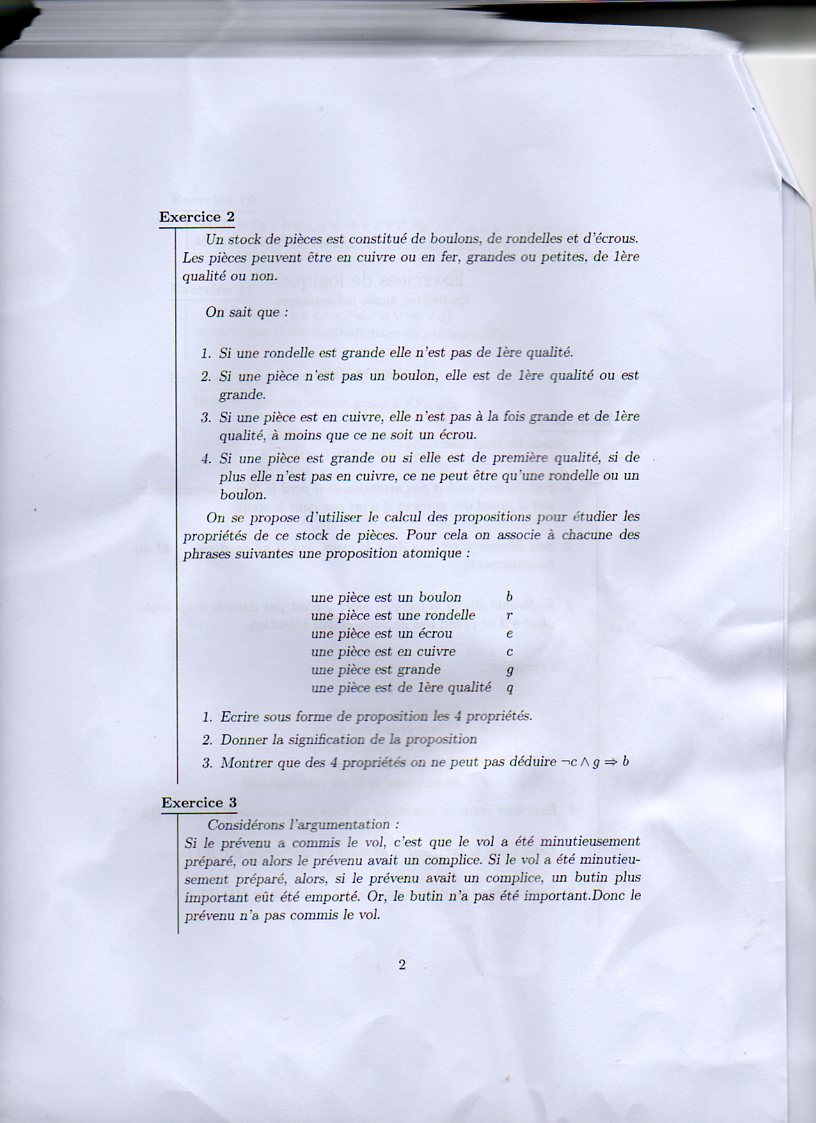 Exercice 2
Un stock de pièces est constitué de boulons, de rondelles et d'écrous.
Les pièces peuvent être en cuivre ou en fer, grandes ou petites, de 1ère
qualité ou non.
On sait que :
1. Si une rondelle est grande elle n'est pas de 1ère qualité.
2. Si une pièce n'est pas un boulon, elle est de 1ère qualité ou est
grande.
3. Si une pièce est en cuivre, elle n'est pas à la fois grande et de 1ère
qualité, à moins que ce ne soit un écrou.
4. Si une pièce est grande ou si elle est de première qualité, si de
plus elle n'est pas en cuivre, ce ne peut être qu'une rondelle ou un
boulon.
On se propose d'utiliser le calcul des propositions pour étudier les
propriétés de ce stock de pièces. Pour cela on associe à chacune des
phrases suivantes une proposition atomique :
une pièce est un boulon b
une pièce est une rondelle r
une pièce est un écrou e
une pièce est en cuivre c
une pièce est grande g
une pièce est de 1ère qualité q
1. Ecrire sous forme de proposition les 4 propriétés.
2. Donner la signification de la proposition
3. Montrer que des 4 propriétés on ne peut pas déduire ¬c ∧ g ⇒ b
Exercice 3
Considérons l'argumentation :
Si le prévenu a commis le vol, c'est que le vol a été minutieusement
préparé, ou alors le prévenu avait un complice. Si le vol a été minutieu-
sement préparé, alors, si le prévenu avait un complice, un butin plus
important eût été emporté. Or, le butin n'a pas été important.Donc le
prévenu n'a pas commis le vol.
2